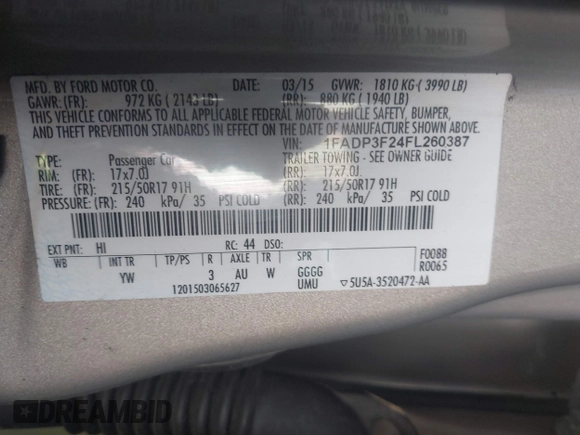 MFD. BY FORD MOTOR CO. DATE: 03/15 GVWR: 1810 KG-( 3990 LB)
GAWR: (FR): 972 KG ( 2143 LB) (RR): 880 KG ( 1940 LB)
THIS VEHICLE CONFORMS TO ALL APPLICABLE FEDERAL MOTOR VEHICLE SAFETY, BUMPER,
AND THEFT PREVENTION STANDARDS IN EFFECT ON THE DATE OF MANUFACTURE SHOWN ABOVE.
VIN: 1FADP3F24FL260387
TYPE: Passenger Car TRAILER TOWING - SEE OWNER GUIDE
RIM: (FR): 17x7.0J (RR): 17x7.0J
TIRE: (FR): 215/50R17 91H (RR): 215/50R17 91H
PRESSURE: (FR): 240 kPa/ 35 PSI COLD (RR): 240 kPa/ 35 PSI COLD
EXT PNT: HI RC: 44 DSO:
WB INT TR TP/PS R AXLE TR SPR F0088
YW 3 AU W GGGG R0065
UMU
1201503065627 5U5A-3520472-AA
DREAMBID